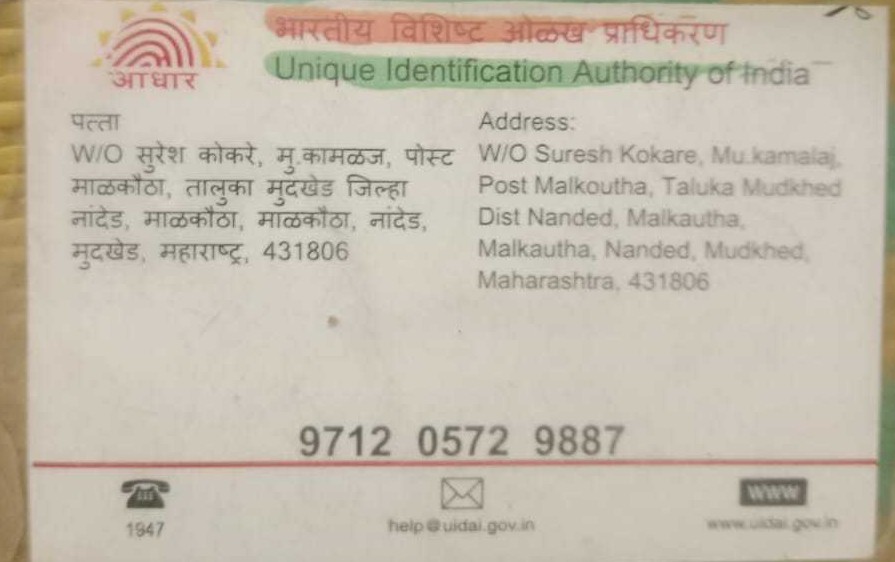 भारतीय विशिष्ट ओळख प्राधिकरण
Unique Identification Authority of India
आधार
पत्ता
W/O सुरेश कोकरे, मु.कामळज, पोस्ट
माळकौठा, तालुका मुदखेड जिल्हा
नांदेड, माळकौठा, माळकौठा, नांदेड,
मुदखेड, महाराष्ट्र, 431806
Address:
W/O Suresh Kokare, Mu.kamalaj,
Post Malkoutha, Taluka Mudkhed
Dist Nanded, Malkautha,
Malkautha, Nanded, Mudkhed,
Maharashtra, 431806
9712 0572 9887
1947
help@uidai.gov.in
www
www.uidai.gov.in